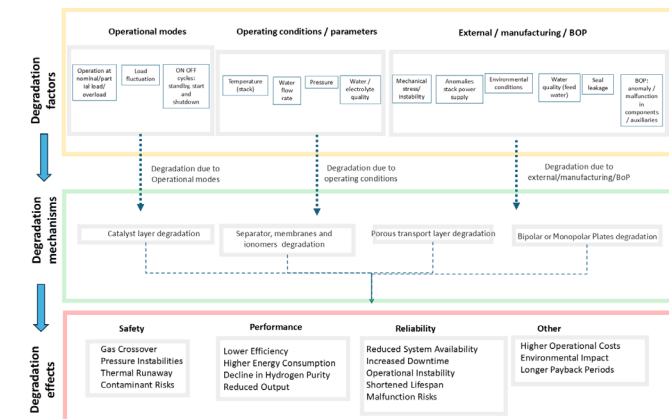 Degradation
factors
Operational modes
Operation at
nominal/part
ial load/
overload
Load
fluctuation
ON OFF
cycles:
standby, start
and
shutdown
Operating conditions / parameters
Temperature
(stack)
Water
flow
rate
Pressure
Water /
electrolyte
quality
External / manufacturing / BOP
Mechanical
stress/
instability
Anomalies
stack power
supply
Environmental
conditions
Water
quality (feed
water)
Seal
leakage
BOP:
anomaly /
malfunction
in
components
/ auxiliaries
Degradation due to
Operational modes
Degradation due to
operating conditions
Degradation due to
external/manufacturing/BoP
Degradation
mechanisms
Catalyst layer degradation
Separator, membranes and
ionomers degradation
Porous transport layer degradation
Bipolar or Monopolar Plates degradation
Degradation
effects
Safety
Gas Crossover
Pressure Instabilities
Thermal Runaway
Contaminant Risks
Performance
Lower Efficiency
Higher Energy Consumption
Decline in Hydrogen Purity
Reduced Output
Reliability
Reduced System Availability
Increased Downtime
Operational Instability
Shortened Lifespan
Malfunction Risks
Other
Higher Operational Costs
Environmental Impact
Longer Payback Periods